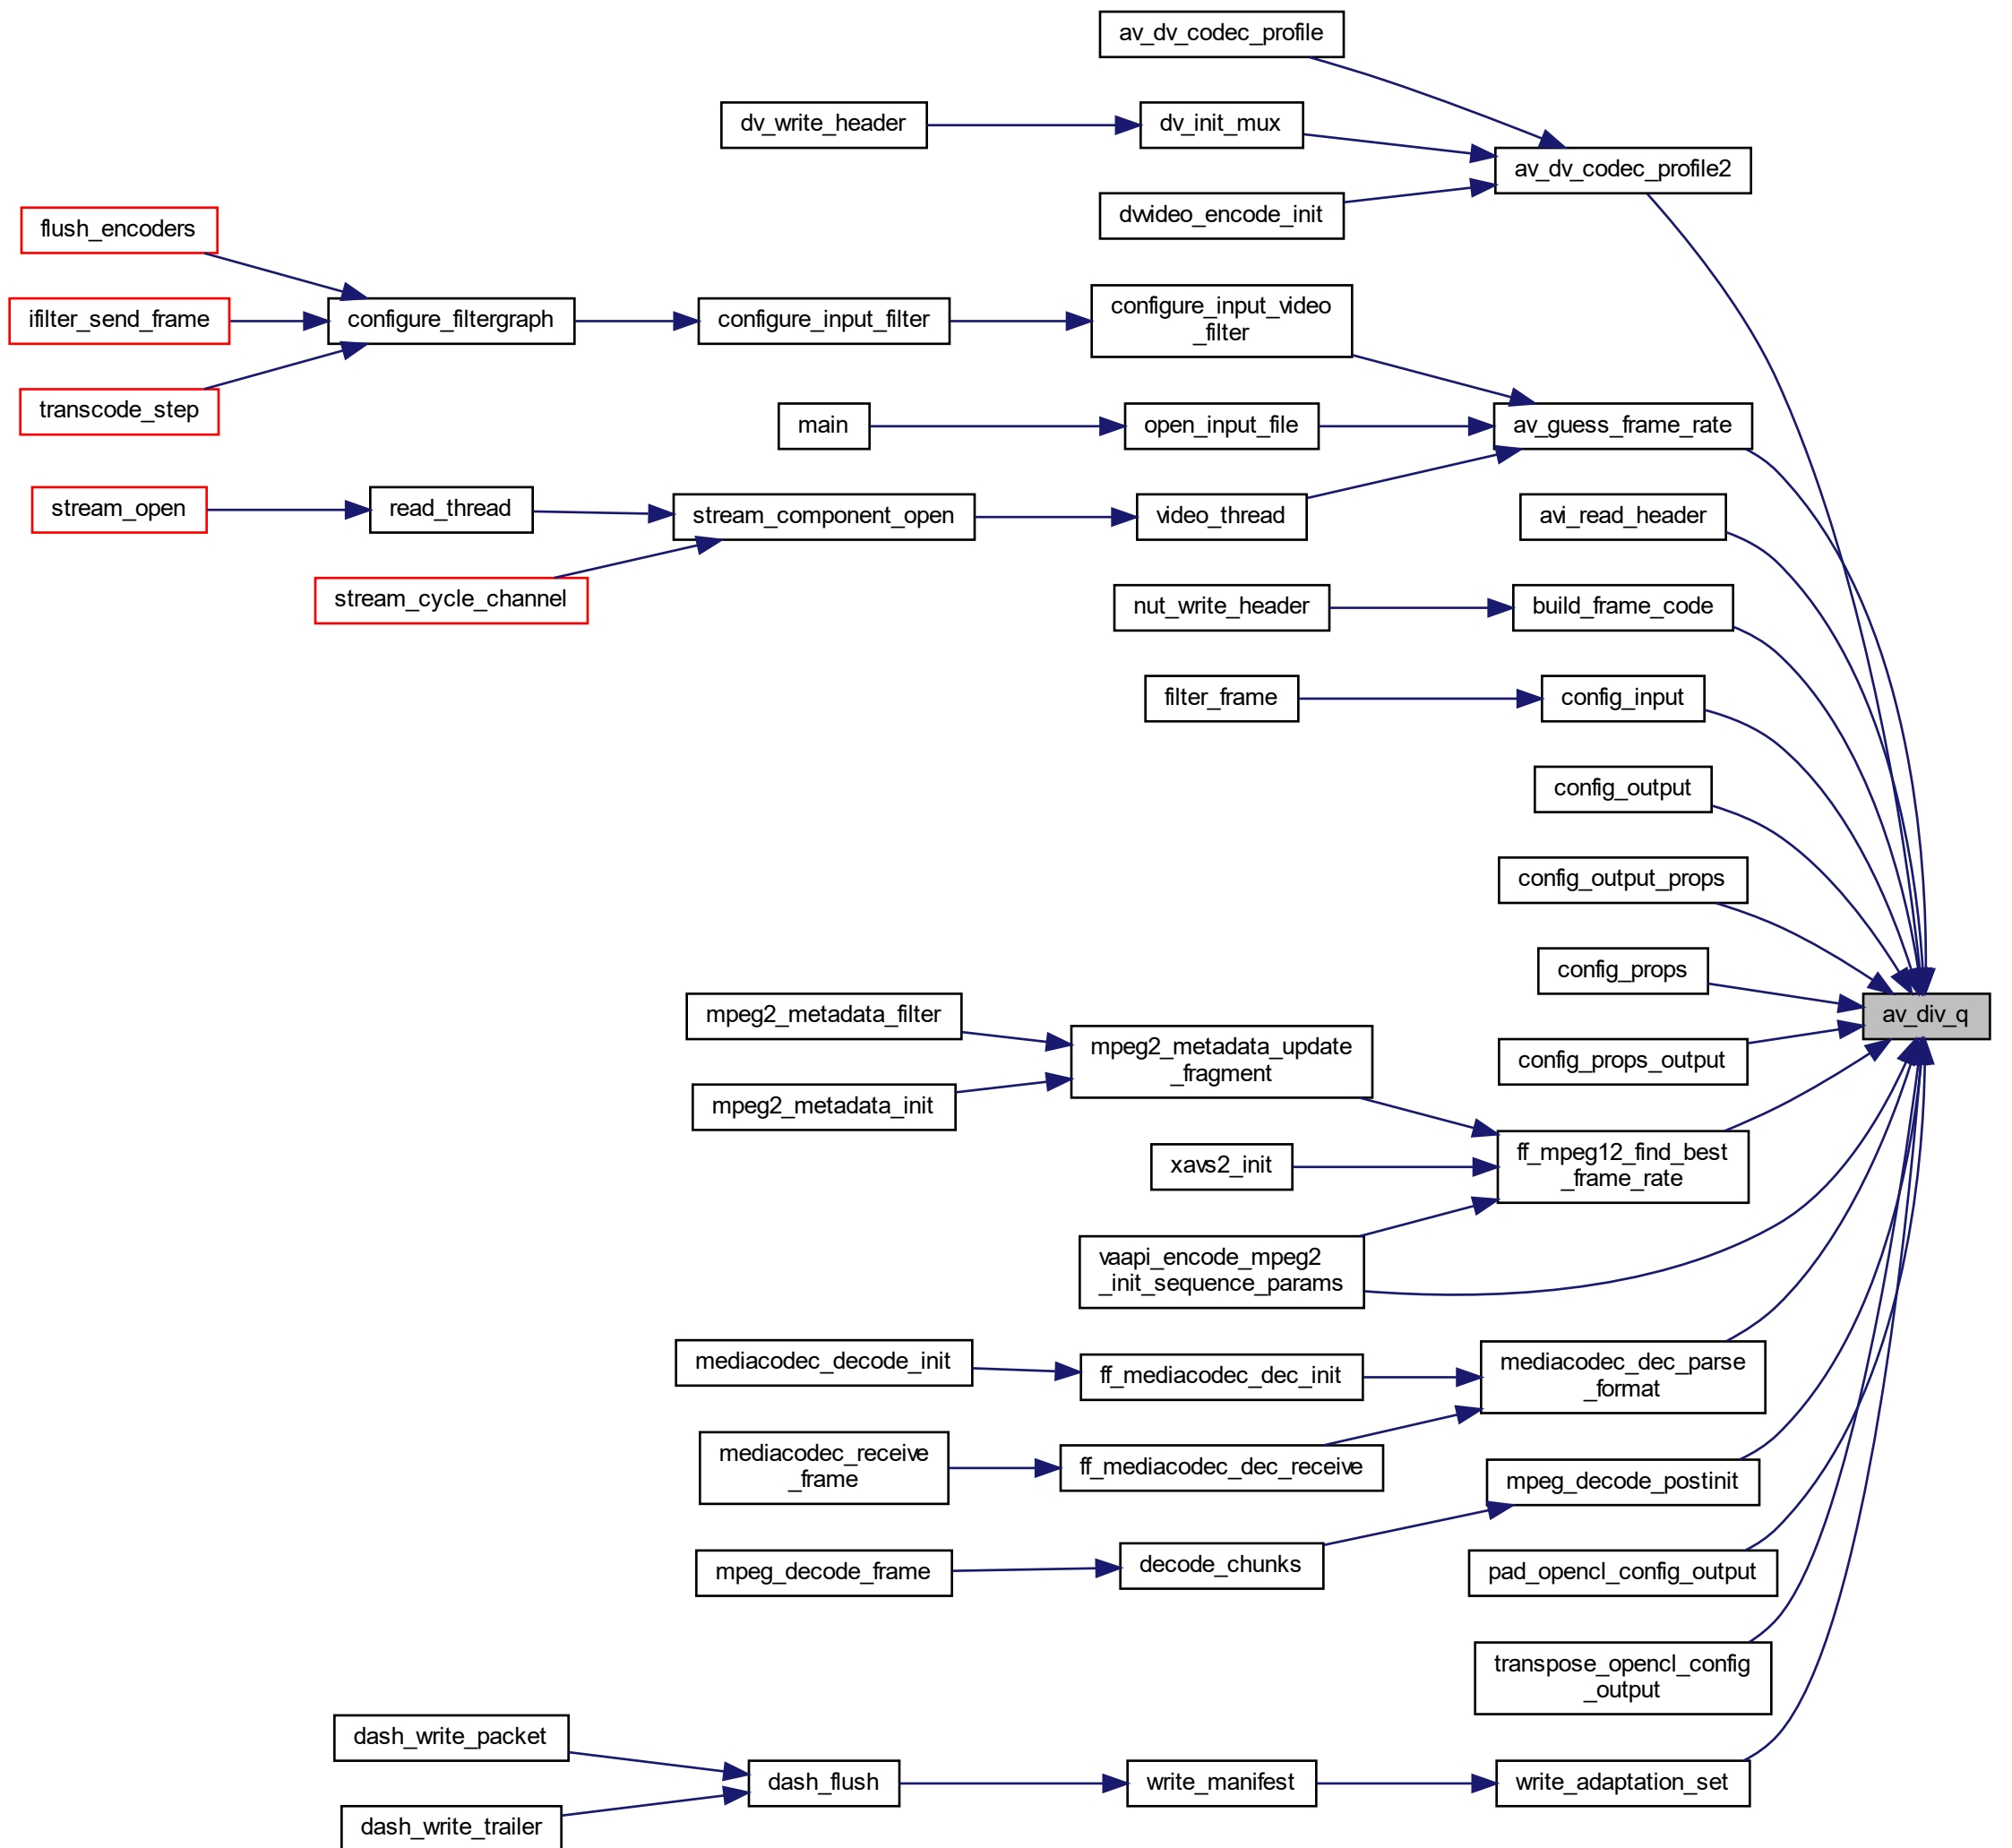 av_dv_codec_profile
dv_write_header
dv_init_mux
av_dv_codec_profile2
dvvideo_encode_init
flush_encoders
ifilter_send_frame
configure_filtergraph
configure_input_filter
configure_input_video
_filter
transcode_step
main
open_input_file
av_guess_frame_rate
stream_open
read_thread
stream_component_open
video_thread
avi_read_header
stream_cycle_channel
nut_write_header
build_frame_code
filter_frame
config_input
config_output
config_output_props
config_props
av_div_q
config_props_output
mpeg2_metadata_filter
mpeg2_metadata_update
_fragment
mpeg2_metadata_init
xavs2_init
ff_mpeg12_find_best
_frame_rate
vaapi_encode_mpeg2
_init_sequence_params
mediacodec_decode_init
ff_mediacodec_dec_init
mediacodec_dec_parse
_format
mediacodec_receive
_frame
ff_mediacodec_dec_receive
mpeg_decode_postinit
mpeg_decode_frame
decode_chunks
pad_opencl_config_output
transpose_opencl_config
_output
dash_write_packet
dash_flush
write_manifest
write_adaptation_set
dash_write_trailer